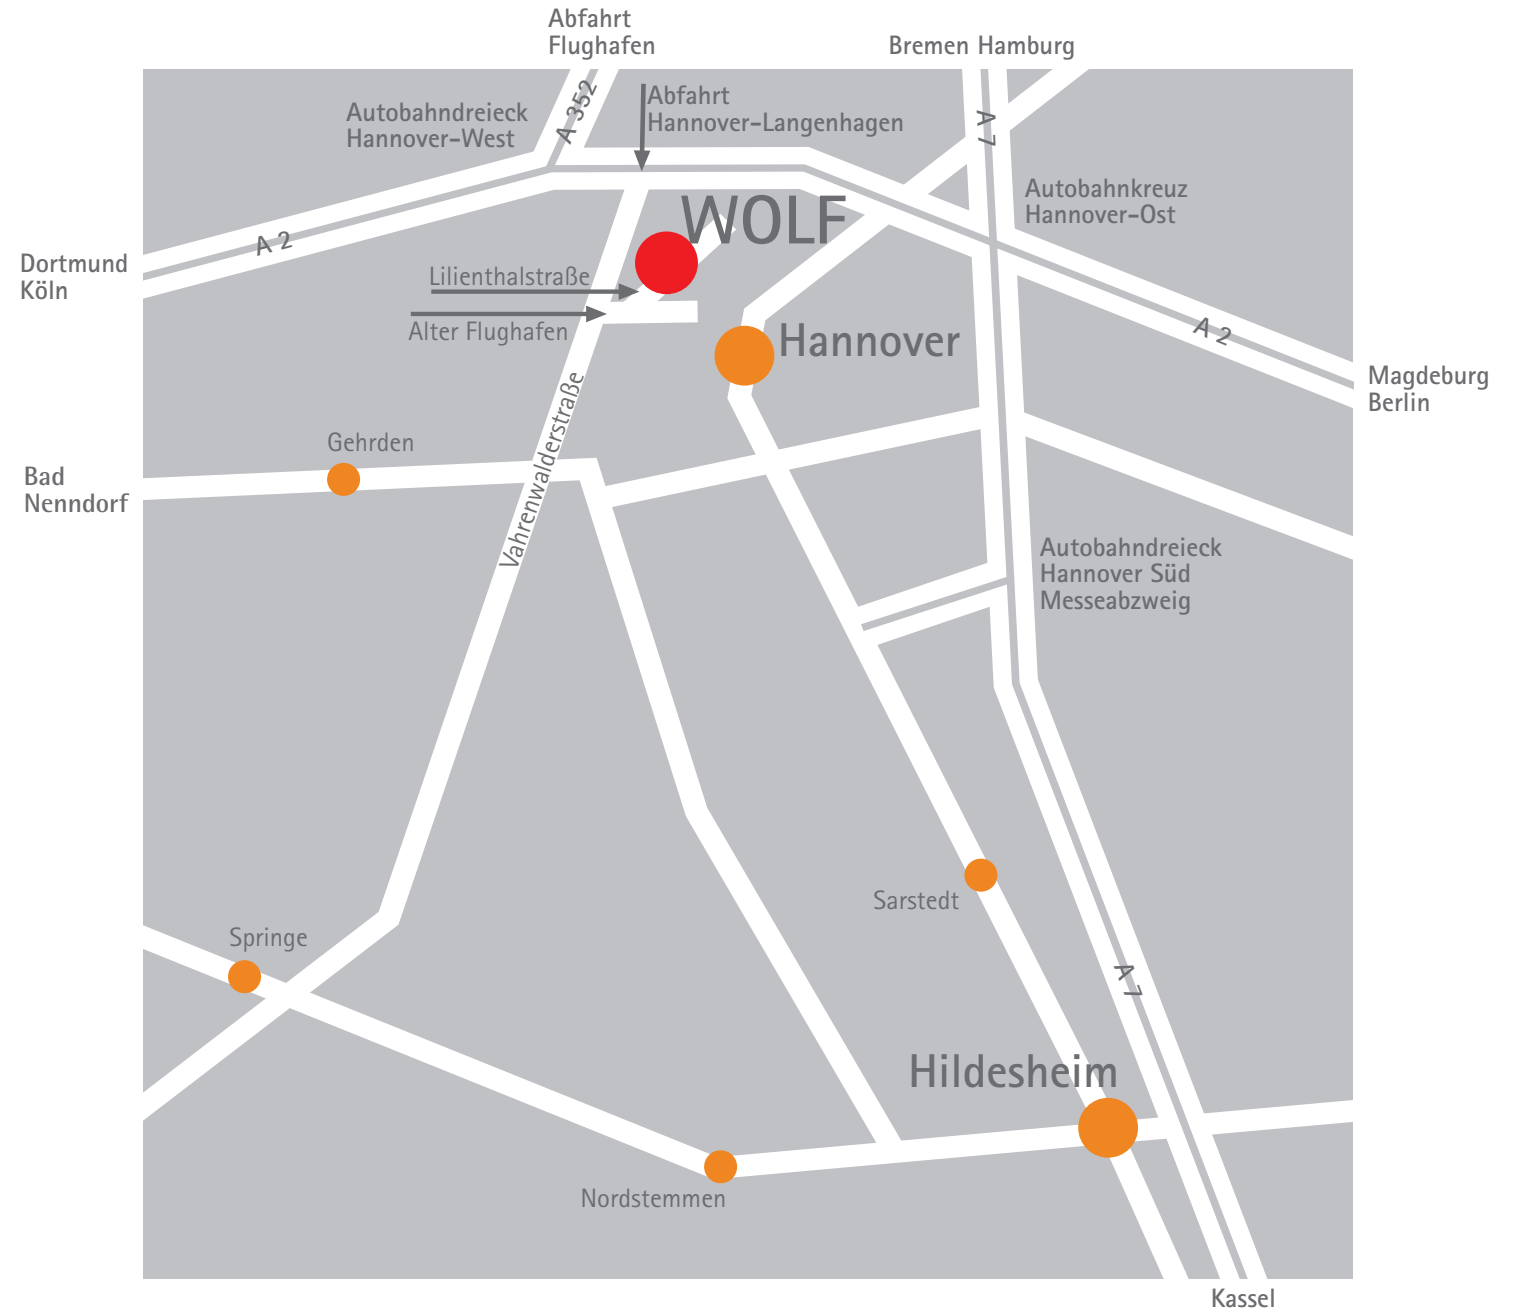 Abfahrt
Flughafen
Bremen Hamburg
A 352
Abfahrt
Hannover-Langenhagen
Autobahndreieck
Hannover-West
A 7
Autobahnkreuz
Hannover-Ost
WOLF
A 2
Dortmund
Köln
Lilienthalstraße
Alter Flughafen
Hannover
A 2
Magdeburg
Berlin
Vahrenwalderstraße
Gehrden
Bad
Nenndorf
Autobahndreieck
Hannover Süd
Messeabzweig
Sarstedt
Springe
A 7
Hildesheim
Nordstemmen
Kassel